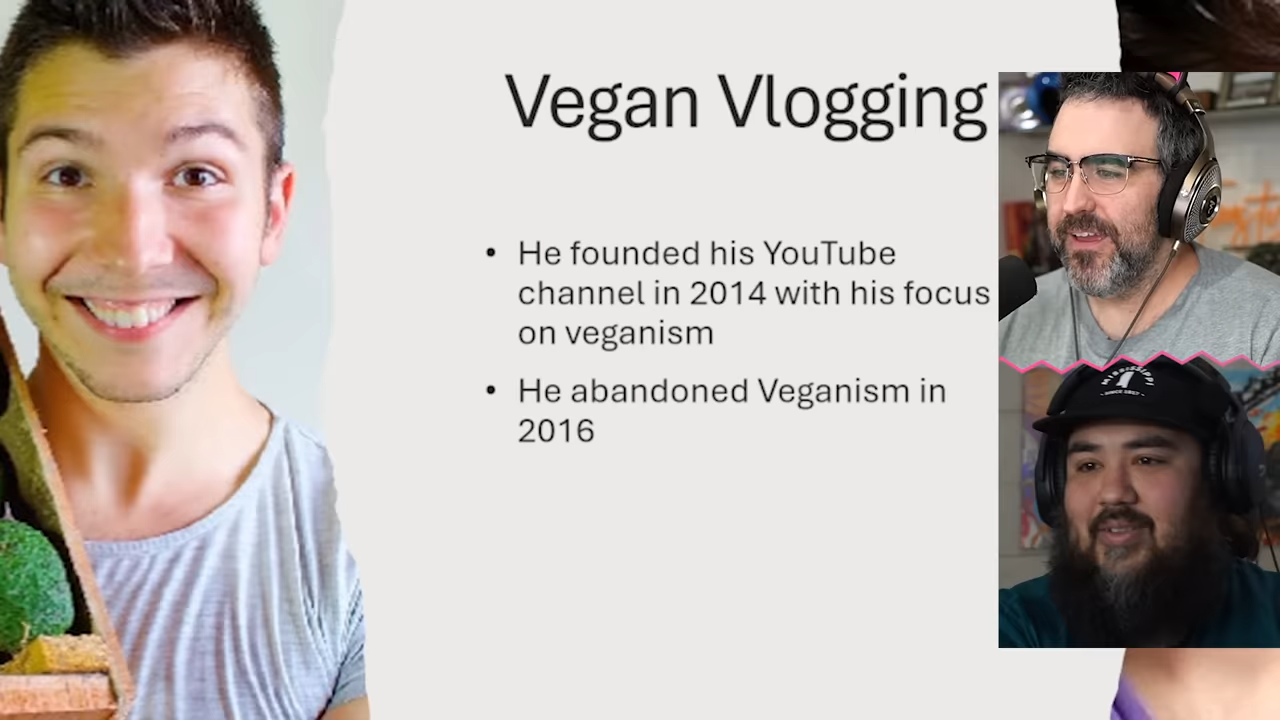 Vegan Vlogging
• He founded his YouTube
channel in 2014 with his focus
on veganism
• He abandoned Veganism in
2016
MISSISSIPPI